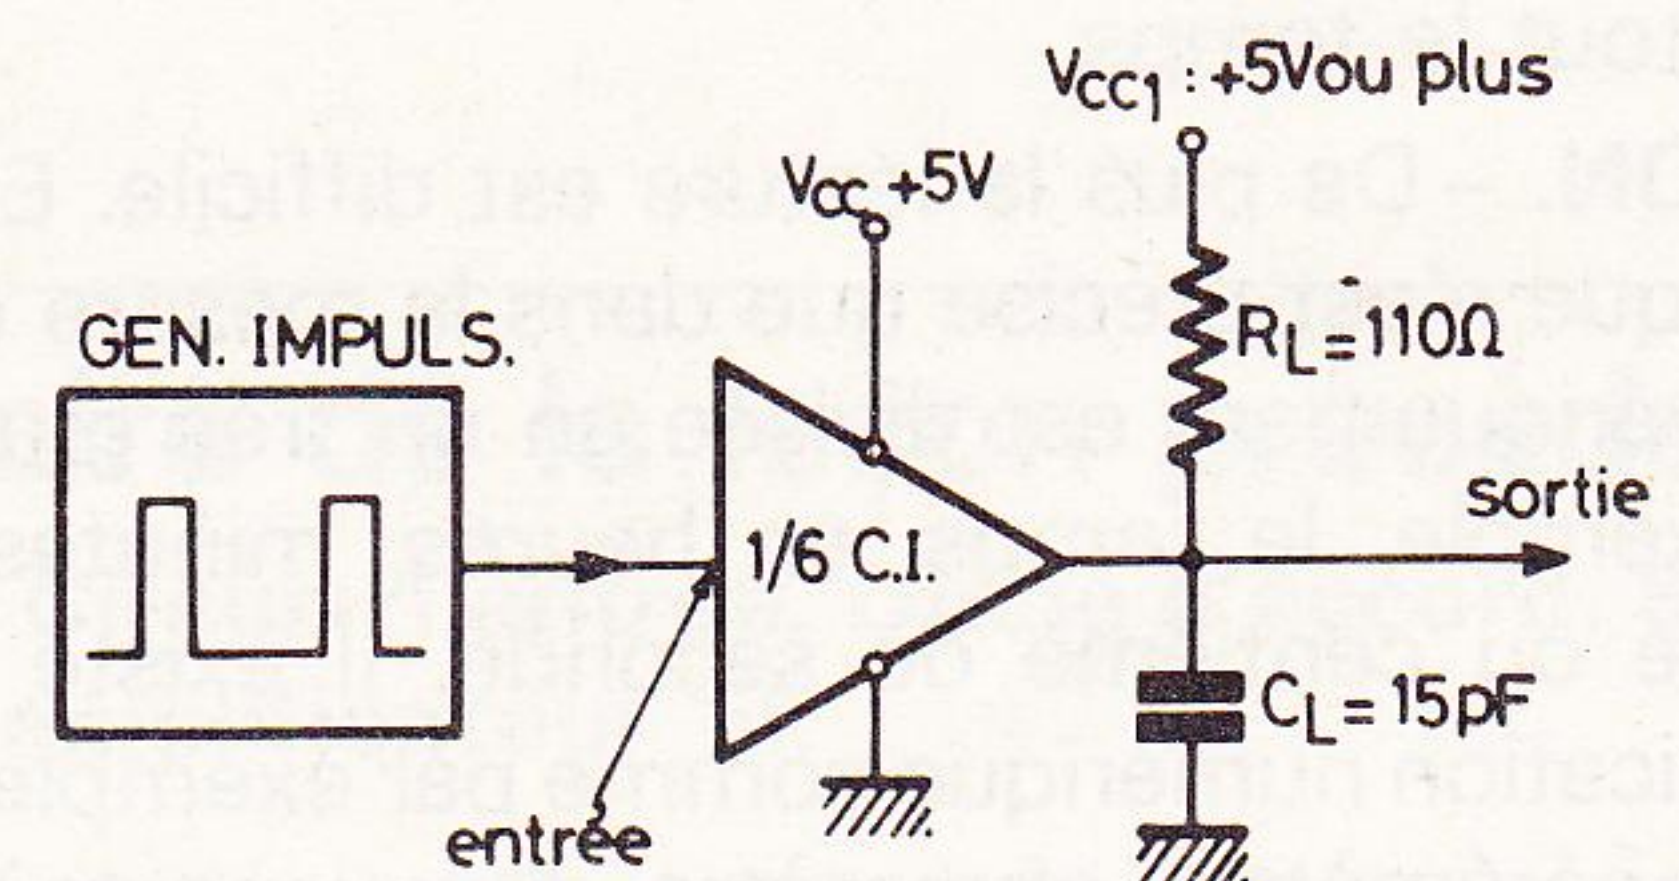 VCC1 : +5Vou plus
VCC +5V
GEN. IMPULS.
RL=110Ω
sortie
1/6 C.I.
CL=15pF
entrée